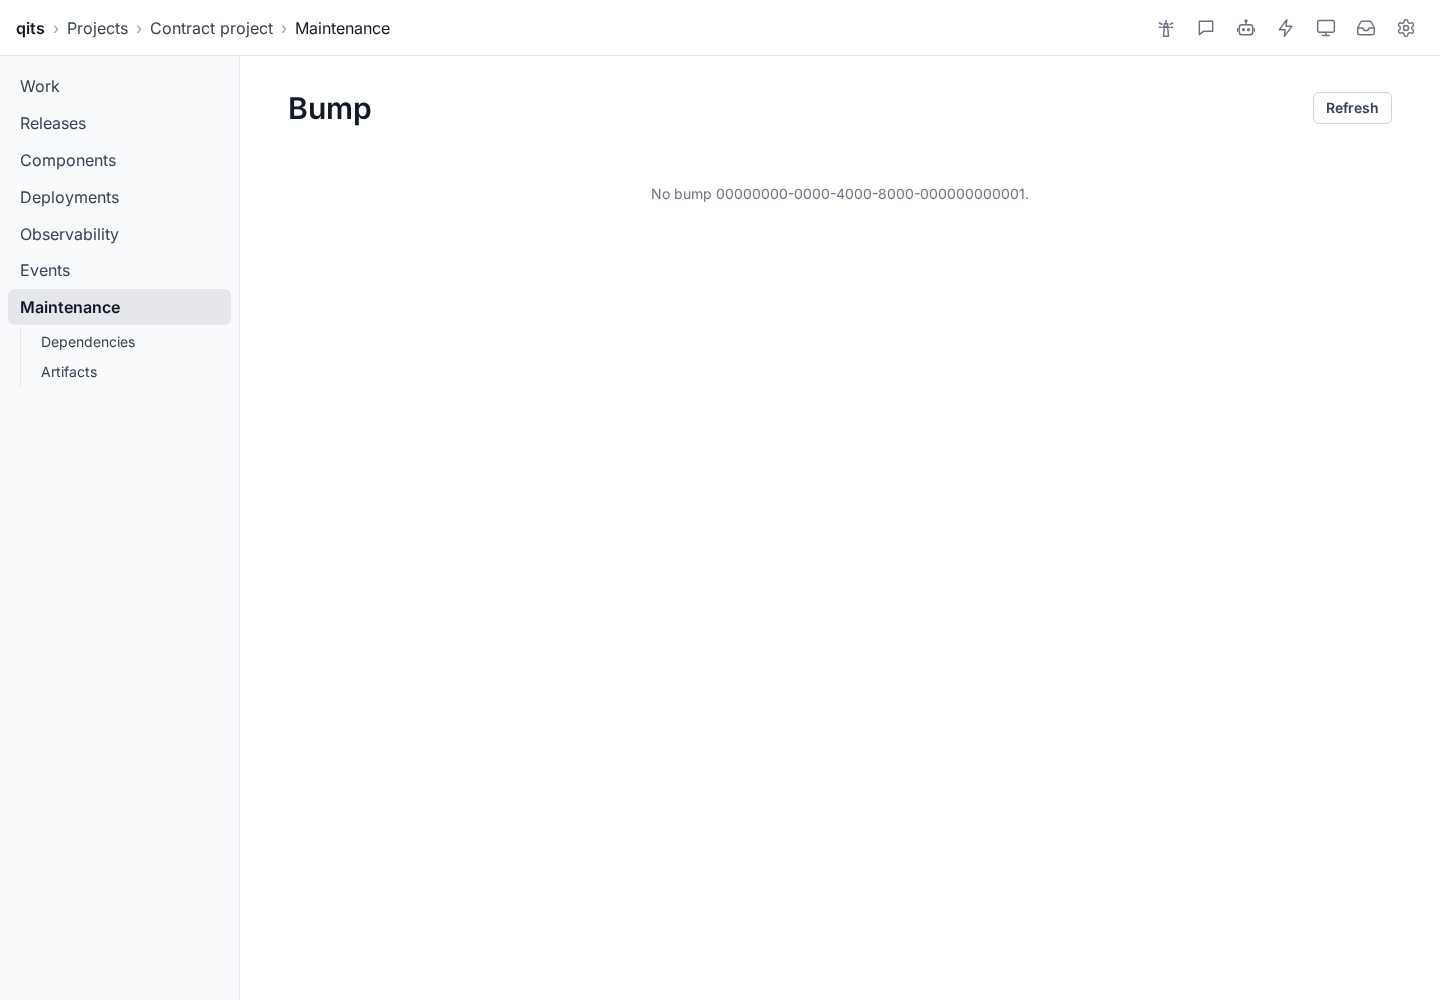 qits › Projects › Contract project › Maintenance
Work
Releases
Components
Deployments
Observability
Events
Maintenance
Dependencies
Artifacts
Bump
Refresh
No bump 00000000-0000-4000-8000-000000000001.